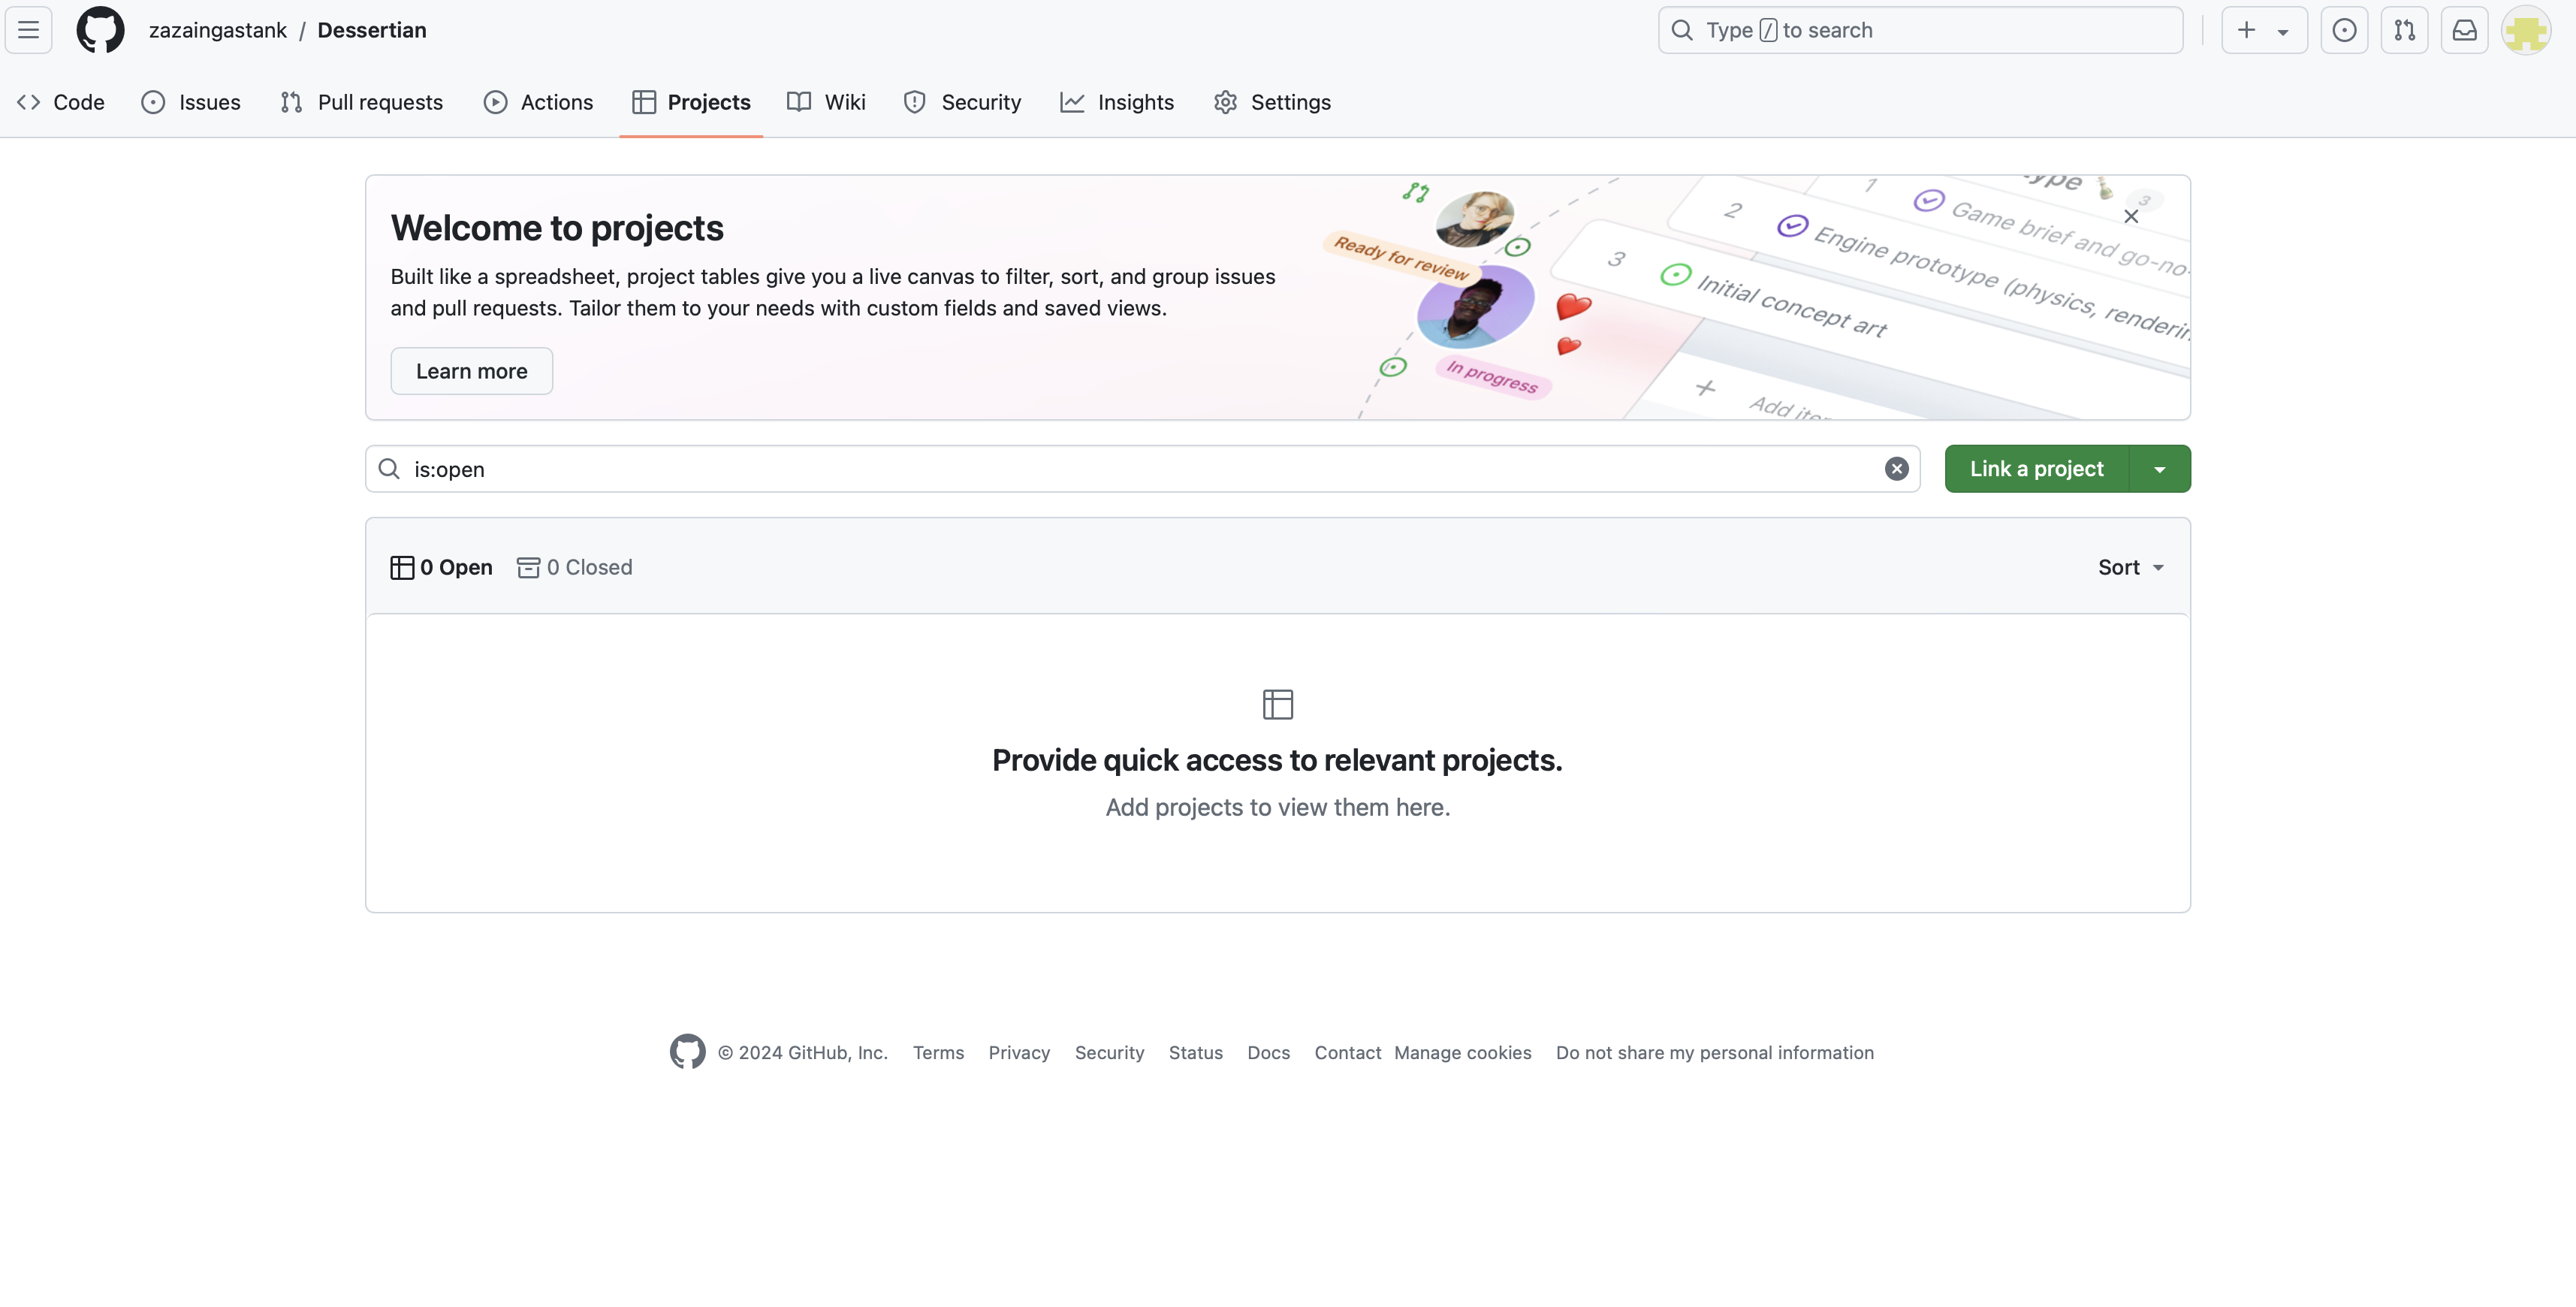 zazaingastank / Dessertian
Type / to search
Code
Issues
Pull requests
Actions
Projects
Wiki
Security
Insights
Settings
Welcome to projects
Built like a spreadsheet, project tables give you a live canvas to filter, sort, and group issues
and pull requests. Tailor them to your needs with custom fields and saved views.
Learn more
Ready for review
In progress
3
1 Game brief and go-no-
2 Engine prototype (physics, renderin
3 Initial concept art
+ Add
is:open
Link a project
0 Open
0 Closed
Sort
Provide quick access to relevant projects.
Add projects to view them here.
© 2024 GitHub, Inc.
Terms
Privacy
Security
Status
Docs
Contact
Manage cookies
Do not share my personal information